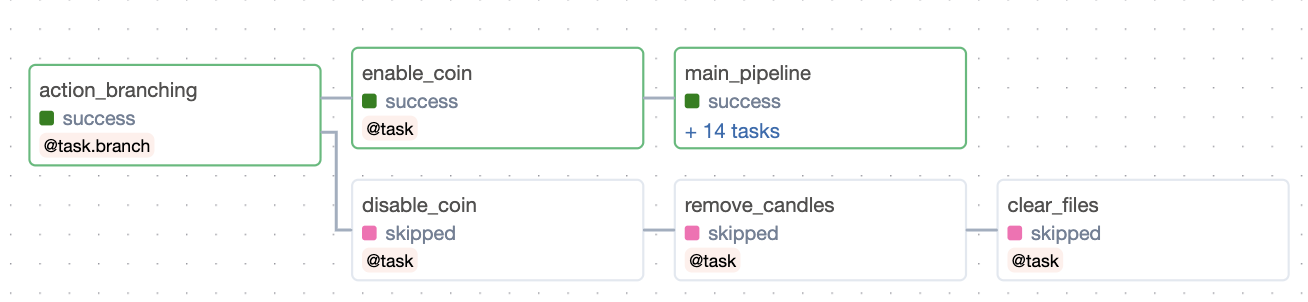 action_branching
success
@task.branch
enable_coin
success
@task
main_pipeline
success
+ 14 tasks
disable_coin
skipped
@task
remove_candles
skipped
@task
clear_files
skipped
@task